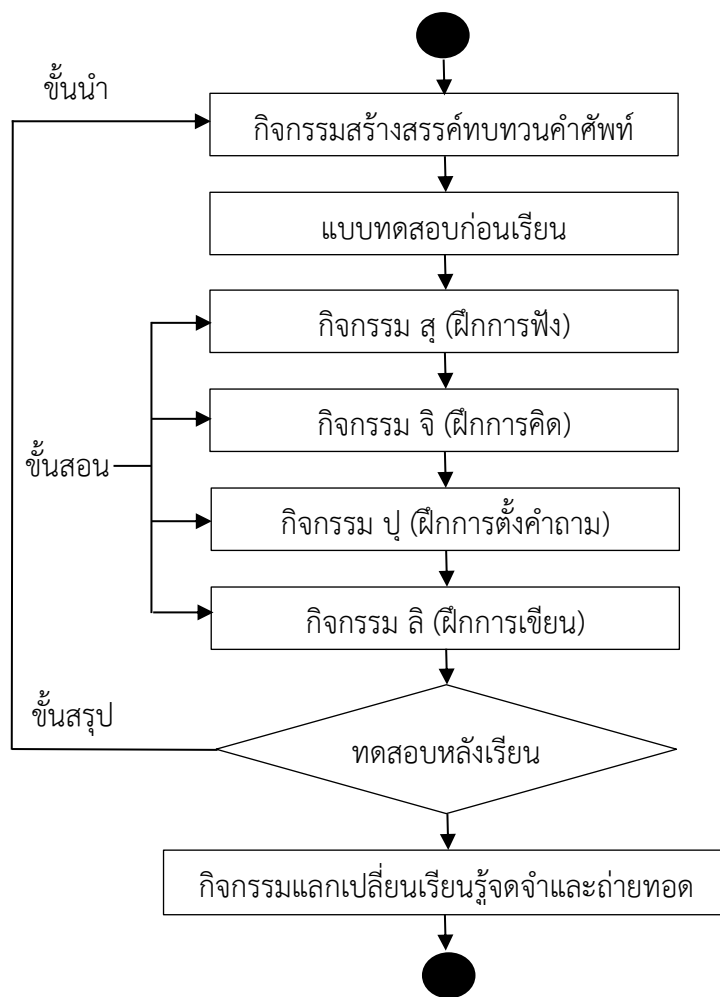 ขั้นนำ
กิจกรรมสร้างสรรค์ทบทวนคำศัพท์
แบบทดสอบก่อนเรียน
กิจกรรม สุ (ฝึกการฟัง)
กิจกรรม จิ (ฝึกการคิด)
ขั้นสอน
กิจกรรม ปุ (ฝึกการตั้งคำถาม)
กิจกรรม ลิ (ฝึกการเขียน)
ขั้นสรุป
ทดสอบหลังเรียน
กิจกรรมแลกเปลี่ยนเรียนรู้จดจำและถ่ายทอด